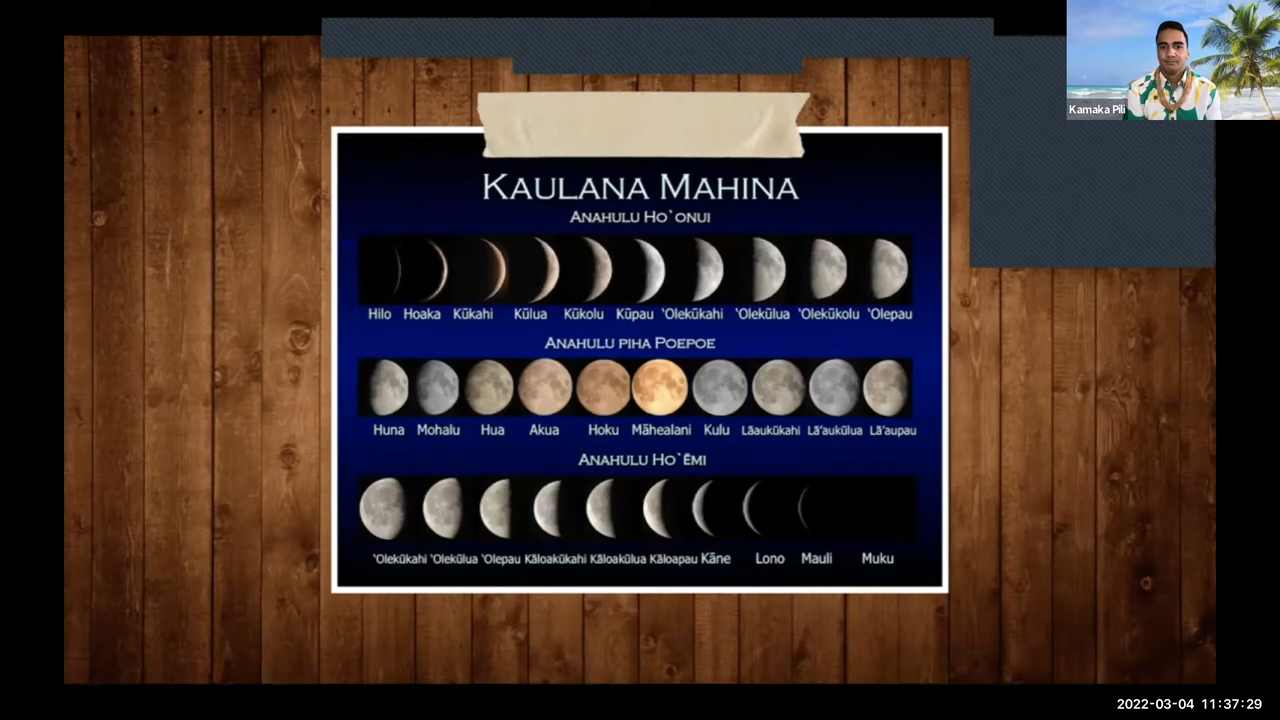 Kamaka Pili
KAULANA MAHINA
ANAHULU HO`ONUI
Hilo Hoaka Kūkahi Kūlua Kūkolu Kūpau ‘Olekūkahi ‘Olekūlua ‘Olekūkolu ‘Olepau
ANAHULU PIHA POEPOE
Huna Mohalu Hua Akua Hoku Māhealani Kulu Lāaukūkahi Lā’aukūlua Lā’aupau
ANAHULU HO`ĒMI
‘Olekūkahi ‘Olekūlua ‘Olepau Kāloakūkahi Kāloakūlua Kāloapau Kāne Lono Mauli Muku
2022-03-04 11:37:29